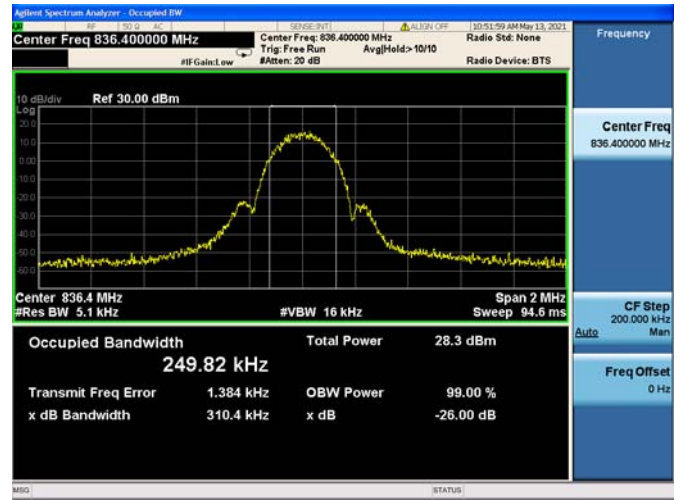 Agilent Spectrum Analyzer - Occupied BW
RF 50 Ω AC SENSE:INT ALIGN OFF 10:51:59 AM May 13, 2021
Center Freq 836.400000 MHz Center Freq: 836.400000 MHz Radio Std: None Frequency
Trig: Free Run Avg|Hold:> 10/10
#IFGain:Low #Atten: 20 dB Radio Device: BTS
10 dB/div Ref 30.00 dBm
Log
20.0
10.0
0.00
-10.0
-20.0
-30.0
-40.0
-50.0
-60.0
Center Freq
836.400000 MHz
Center 836.4 MHz Span 2 MHz
#Res BW 5.1 kHz #VBW 16 kHz Sweep 94.6 ms
CF Step
200.000 kHz
Auto Man
Occupied Bandwidth Total Power 28.3 dBm
249.82 kHz
Freq Offset
0 Hz
Transmit Freq Error 1.384 kHz OBW Power 99.00 %
x dB Bandwidth 310.4 kHz x dB -26.00 dB
MSG STATUS